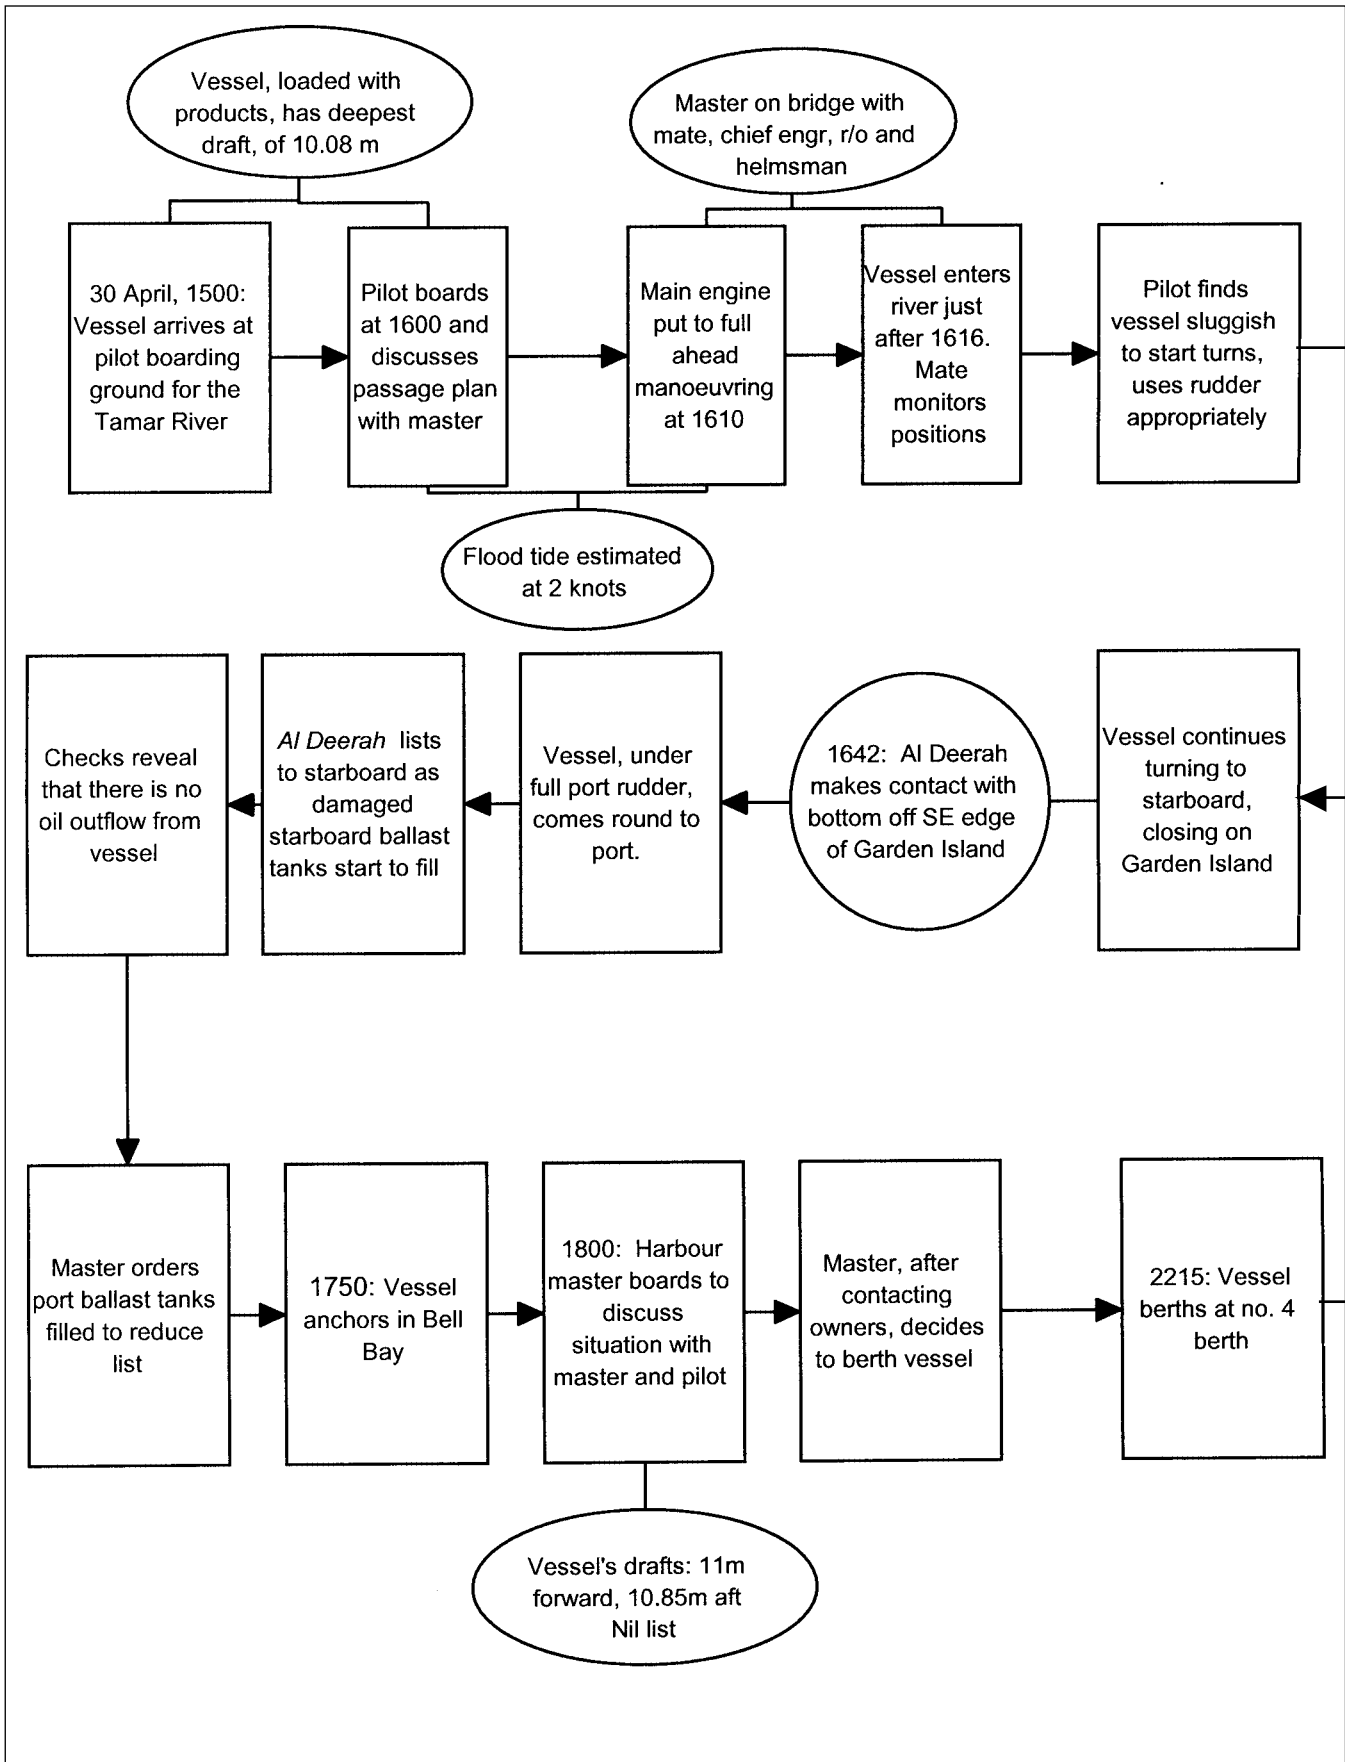 Vessel, loaded with
products, has deepest
draft, of 10.08 m
Master on bridge with
mate, chief engr, r/o and
helmsman
30 April, 1500:
Vessel arrives at
pilot boarding
ground for the
Tamar River
Pilot boards
at 1600 and
discusses
passage plan
with master
Main engine
put to full
ahead
manoeuvring
at 1610
Vessel enters
river just
after 1616.
Mate
monitors
positions
Pilot finds
vessel sluggish
to start turns,
uses rudder
appropriately
Flood tide estimated
at 2 knots
Vessel continues
turning to
starboard,
closing on
Garden Island
1642: Al Deerah
makes contact with
bottom off SE edge
of Garden Island
Vessel, under
full port rudder,
comes round to
port.
Al Deerah lists
to starboard as
damaged
starboard ballast
tanks start to fill
Checks reveal
that there is no
oil outflow from
vessel
Master orders
port ballast tanks
filled to reduce
list
1750: Vessel
anchors in Bell
Bay
1800: Harbour
master boards to
discuss
situation with
master and pilot
Master, after
contacting
owners, decides
to berth vessel
2215: Vessel
berths at no. 4
berth
Vessel's drafts: 11m
forward, 10.85m aft
Nil list